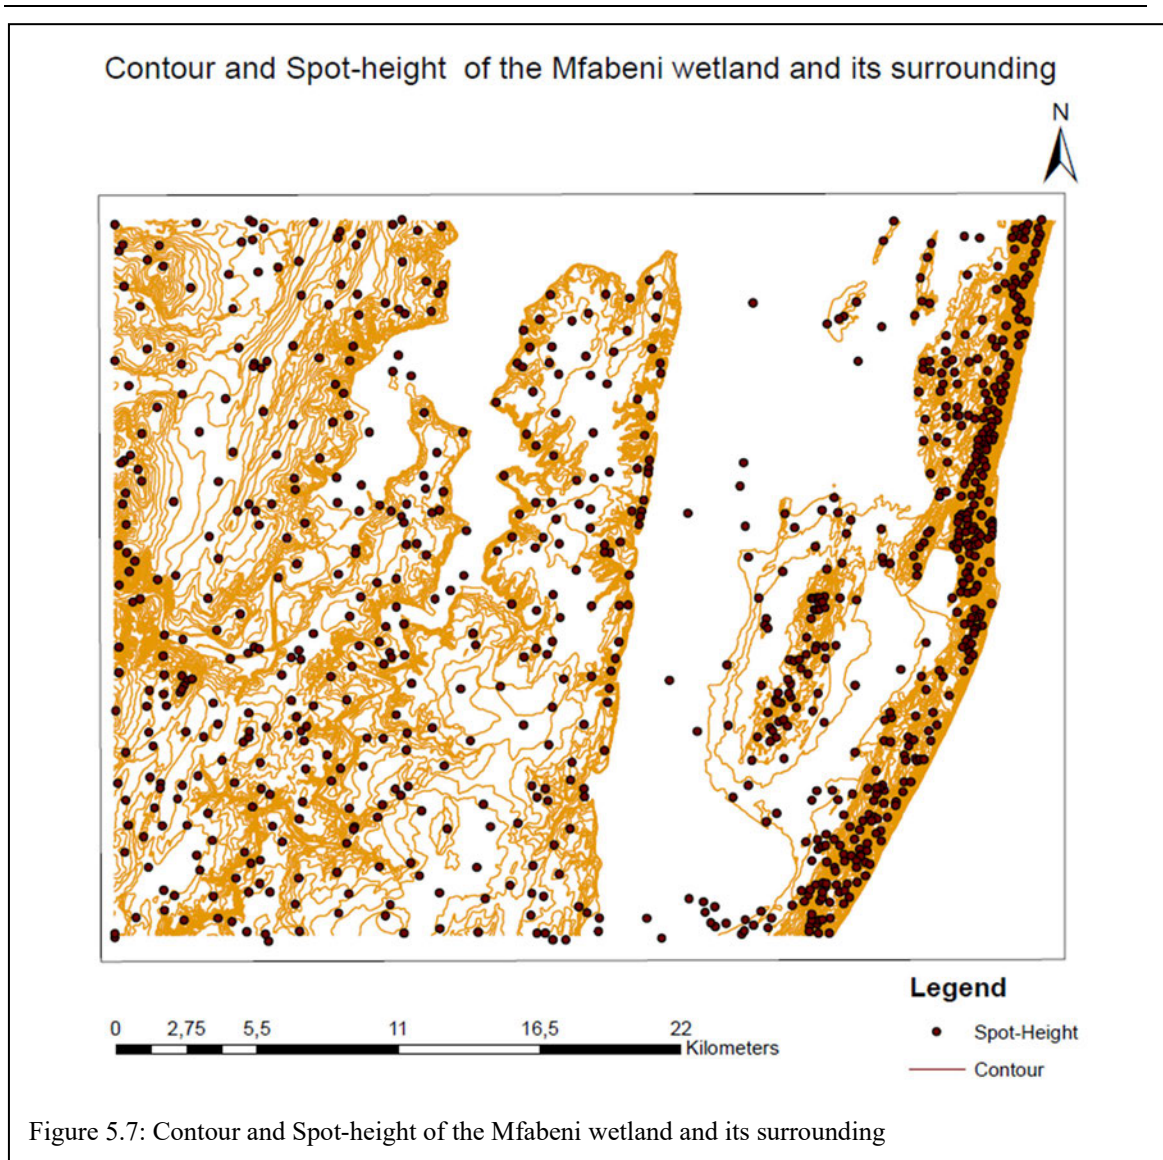 Contour and Spot-height of the Mfabeni wetland and its surrounding
N
0 2,75 5,5 11 16,5 22
Kilometers
Legend
Spot-Height
Contour
Figure 5.7: Contour and Spot-height of the Mfabeni wetland and its surrounding